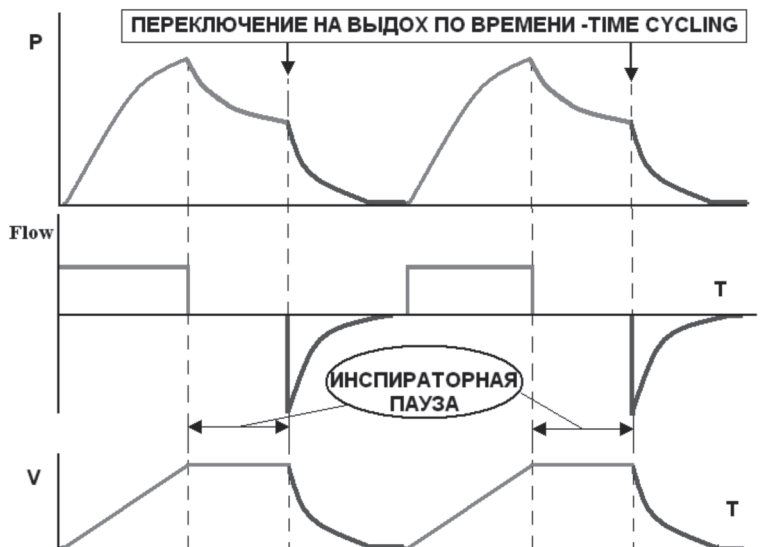 ПЕРЕКЛЮЧЕНИЕ НА ВЫДОХ ПО ВРЕМЕНИ -TIME CYCLING
P
Flow
T
ИНСПИРАТОРНАЯ
ПАУЗА
V
T